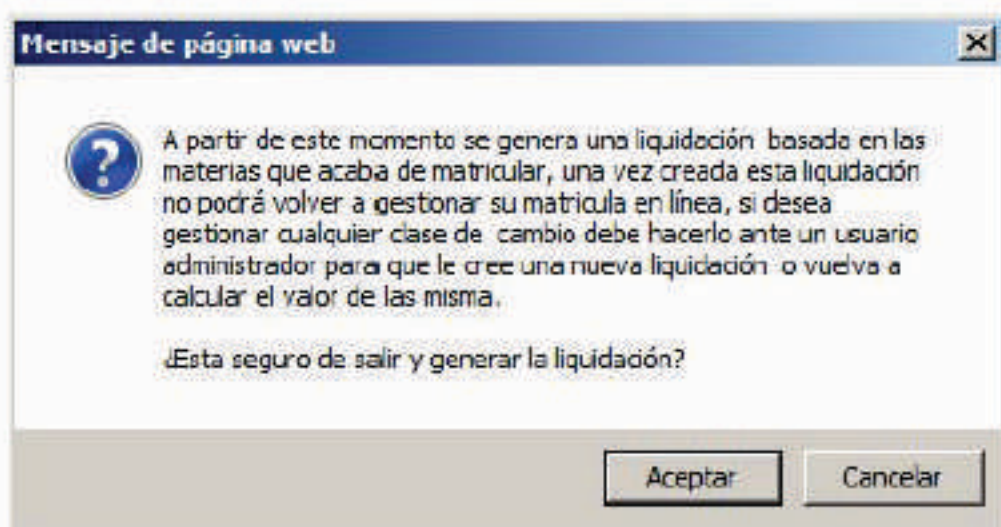 Mensaje de página web
A partir de este momento se genera una liquidación basada en las
materias que acaba de matricular, una vez creada esta liquidación
no podrá volver a gestionar su matricula en línea, si desea
gestionar cualquier clase de cambio debe hacerlo ante un usuario
administrador para que le cree una nueva liquidación o vuelva a
calcular el valor de las misma.
¿Esta seguro de salir y generar la liquidación?
Aceptar Cancelar